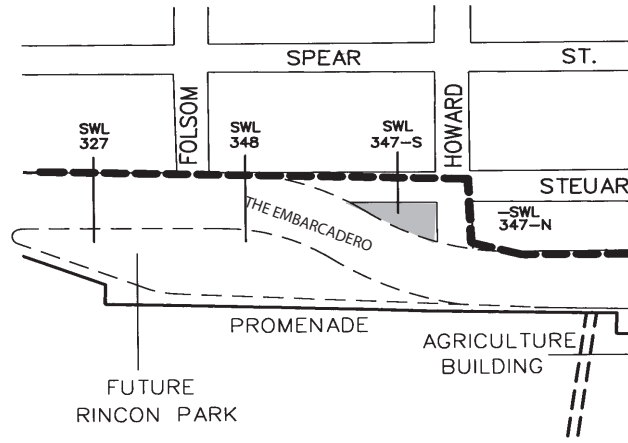 SPEAR
ST.
FOLSOM
HOWARD
SWL
327
SWL
348
SWL
347-S
STEUAR
-SWL
347-N
THE EMBARCADERO
PROMENADE
AGRICULTURE
BUILDING
FUTURE
RINCON PARK